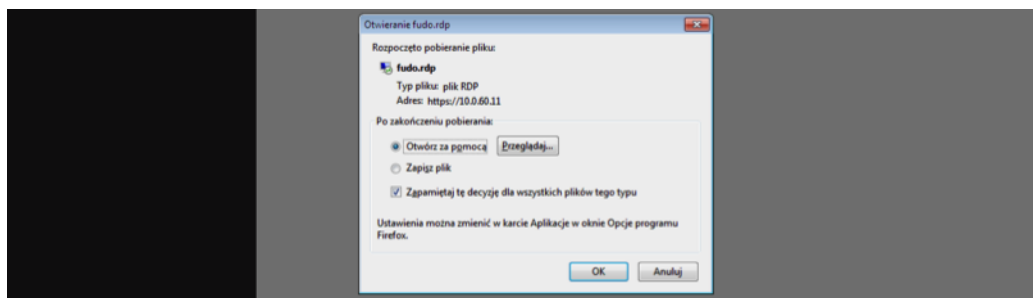 Otwieranie fudo.rdp
Rozpoczęto pobieranie pliku:
fudo.rdp
Typ pliku: plik RDP
Adres: https://10.0.60.11
Po zakończeniu pobierania:
Otwórz za pomocą Przeglądaj...
Zapisz plik
Zapamiętaj tę decyzję dla wszystkich plików tego typu
Ustawienia można zmienić w karcie Aplikacje w oknie Opcje programu
Firefox.
OK Anuluj